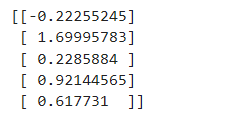 [[-0.22255245]
 [ 1.69995783]
 [ 0.2285884 ]
 [ 0.92144565]
 [ 0.617731  ]]